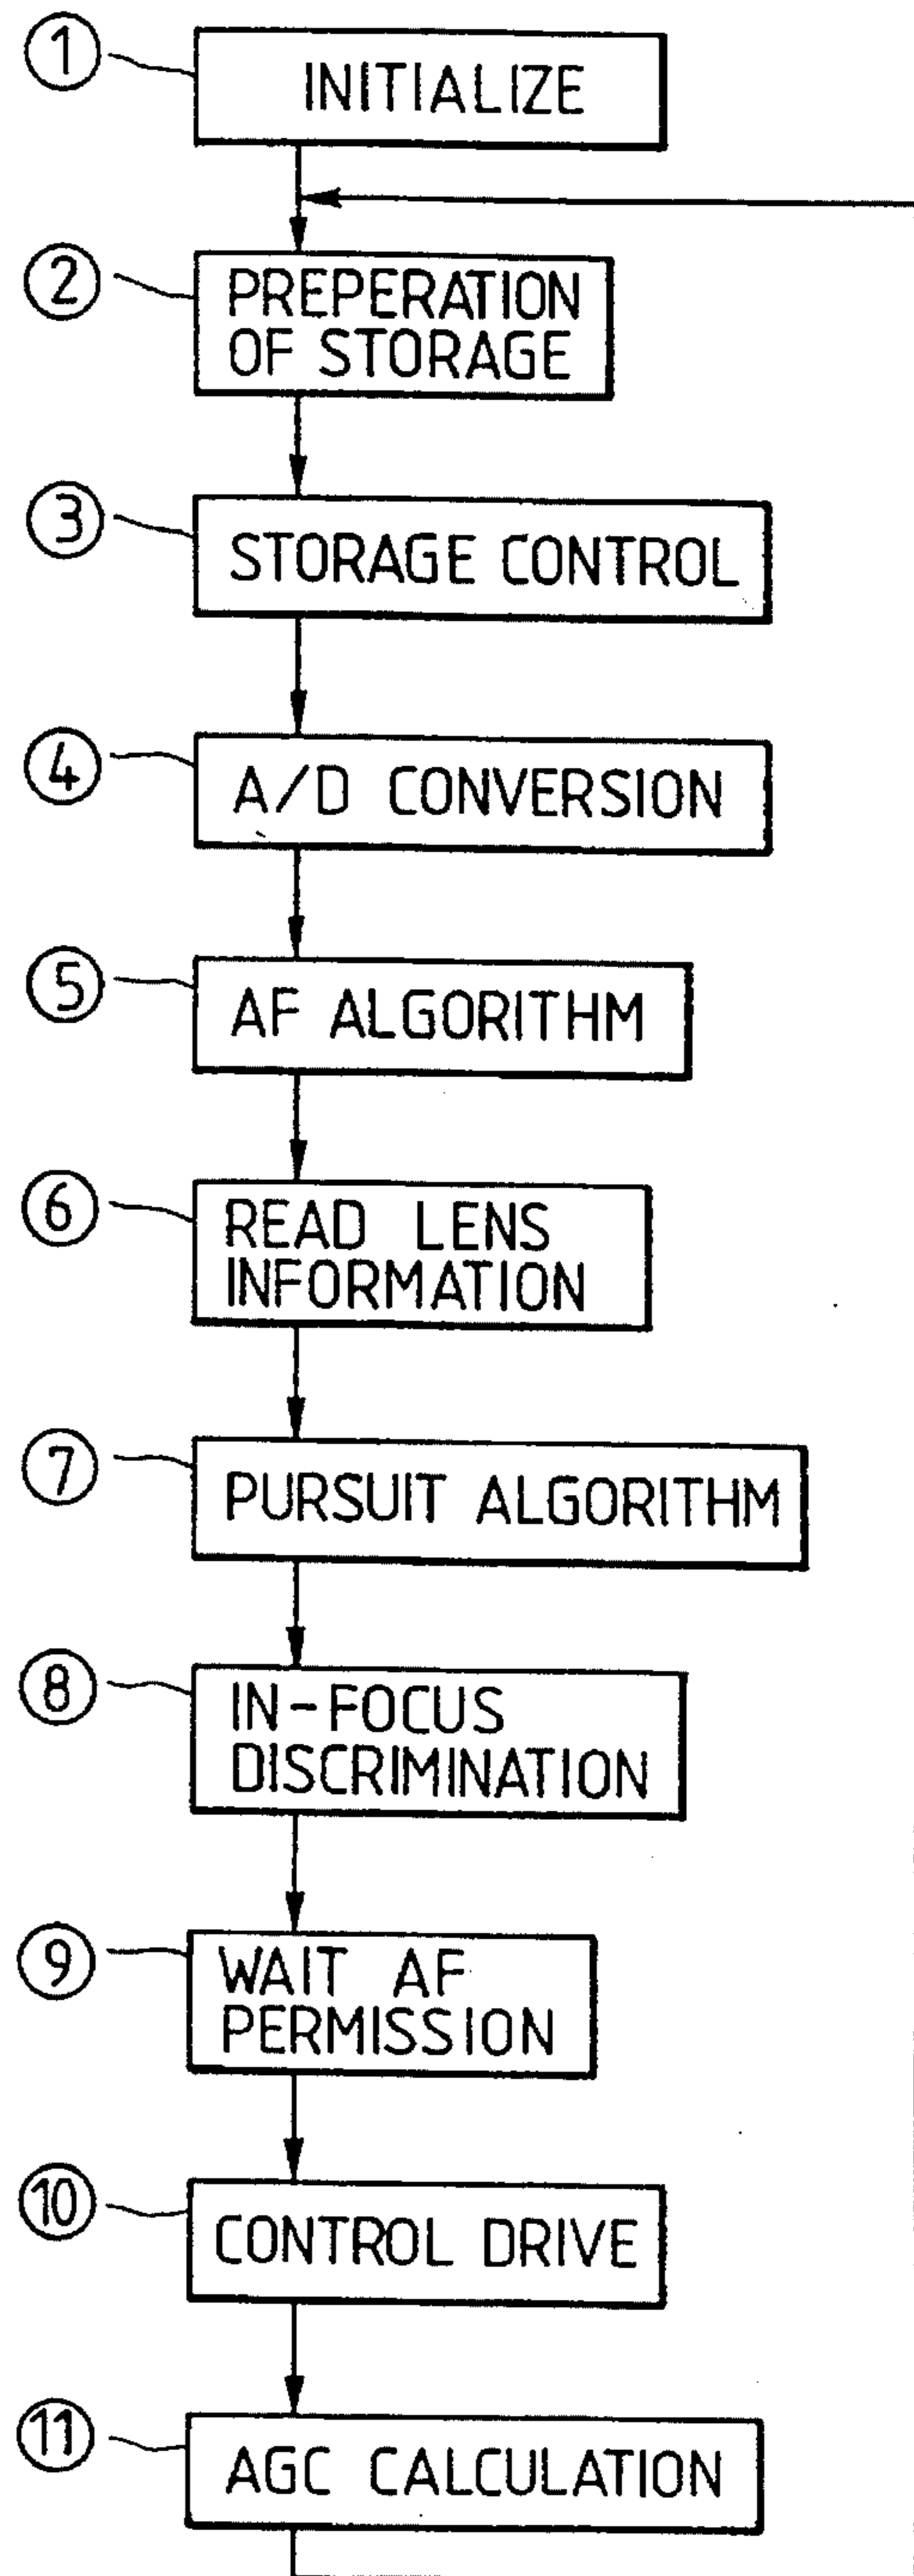 ① INITIALIZE
② PREPERATION
OF STORAGE
③ STORAGE CONTROL
④ A/D CONVERSION
⑤ AF ALGORITHM
⑥ READ LENS
INFORMATION
⑦ PURSUIT ALGORITHM
⑧ IN-FOCUS
DISCRIMINATION
⑨ WAIT AF
PERMISSION
⑩ CONTROL DRIVE
⑪ AGC CALCULATION